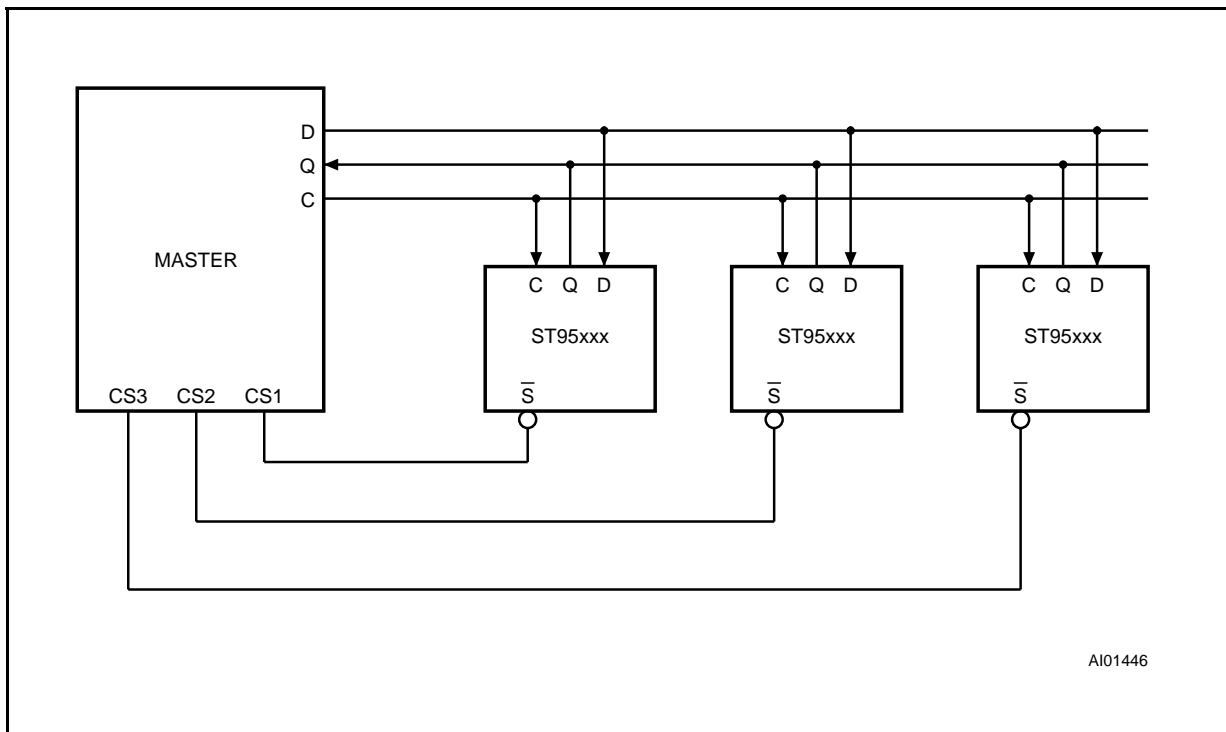 D
Q
C
MASTER
CS3 CS2 CS1
C Q D
ST95xxx
S̅
C Q D
ST95xxx
S̅
C Q D
ST95xxx
S̅
AI01446